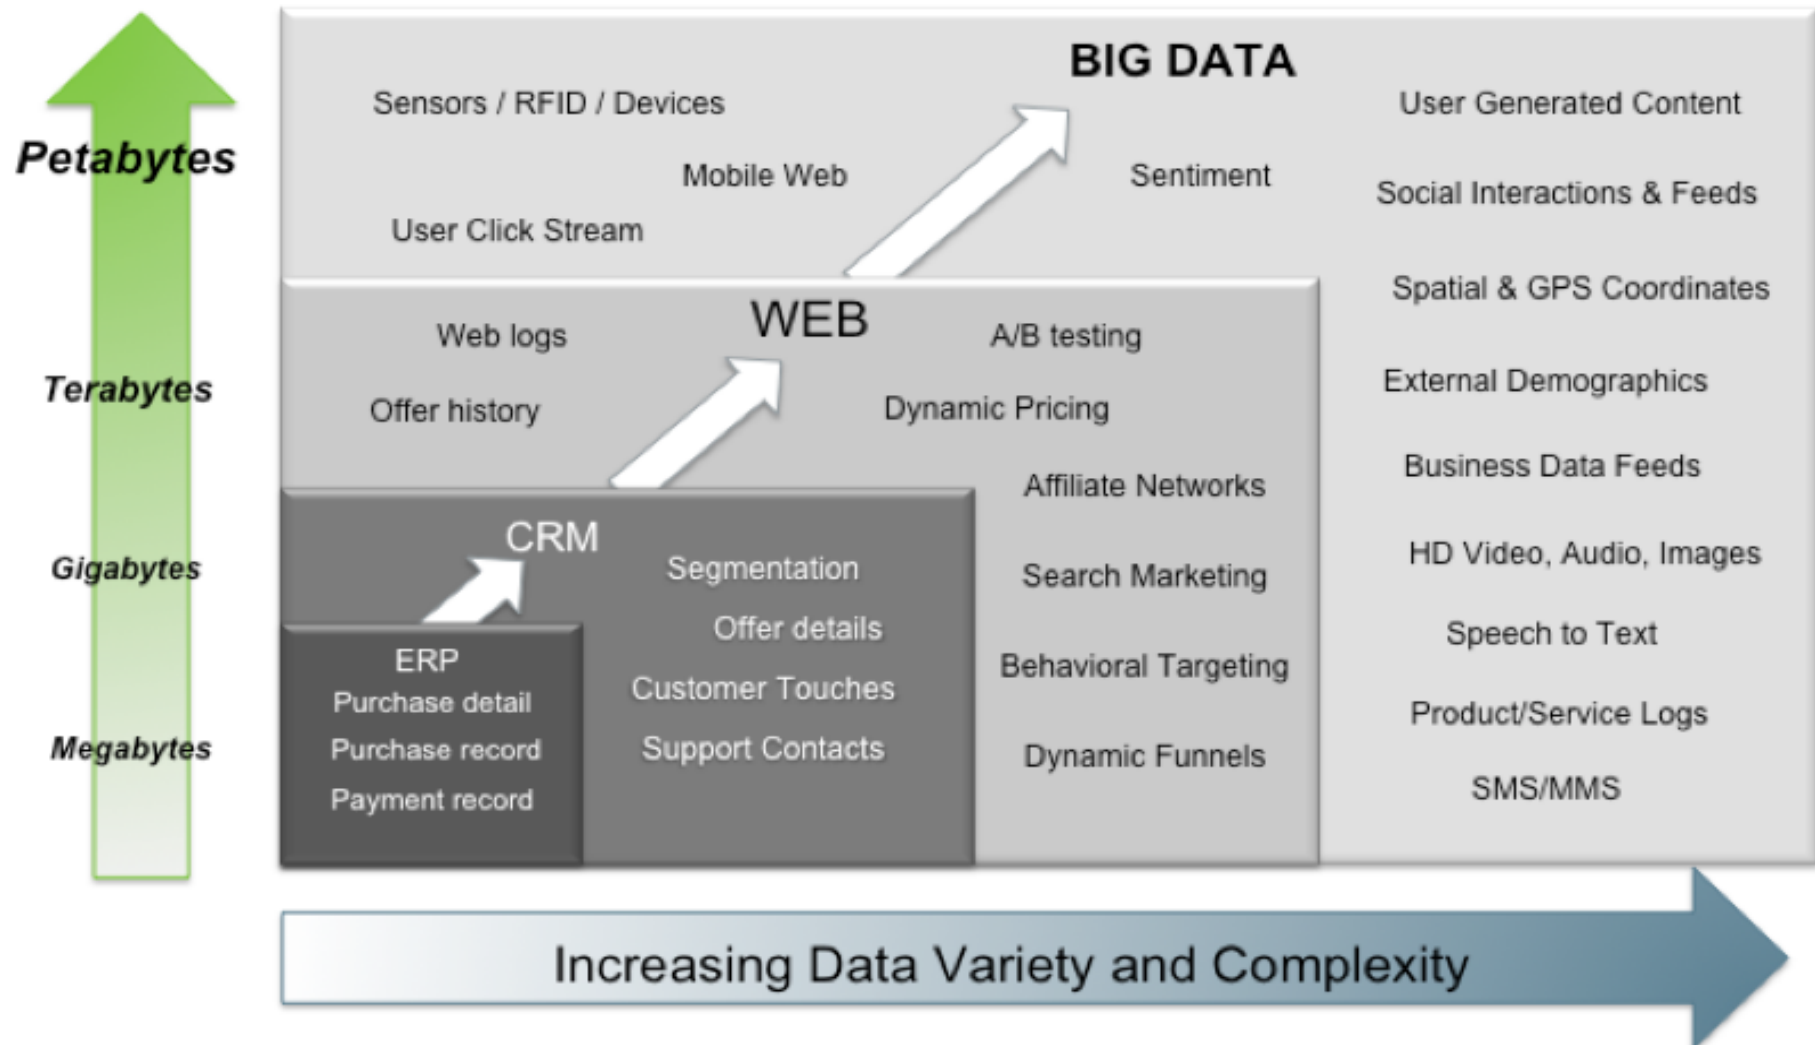 Petabytes
Terabytes
Gigabytes
Megabytes
BIG DATA
Sensors / RFID / Devices
Mobile Web
User Click Stream
Sentiment
User Generated Content
Social Interactions & Feeds
Spatial & GPS Coordinates
External Demographics
Business Data Feeds
HD Video, Audio, Images
Speech to Text
Product/Service Logs
SMS/MMS
WEB
Web logs
Offer history
A/B testing
Dynamic Pricing
Affiliate Networks
Search Marketing
Behavioral Targeting
Dynamic Funnels
CRM
Segmentation
Offer details
Customer Touches
Support Contacts
ERP
Purchase detail
Purchase record
Payment record
Increasing Data Variety and Complexity